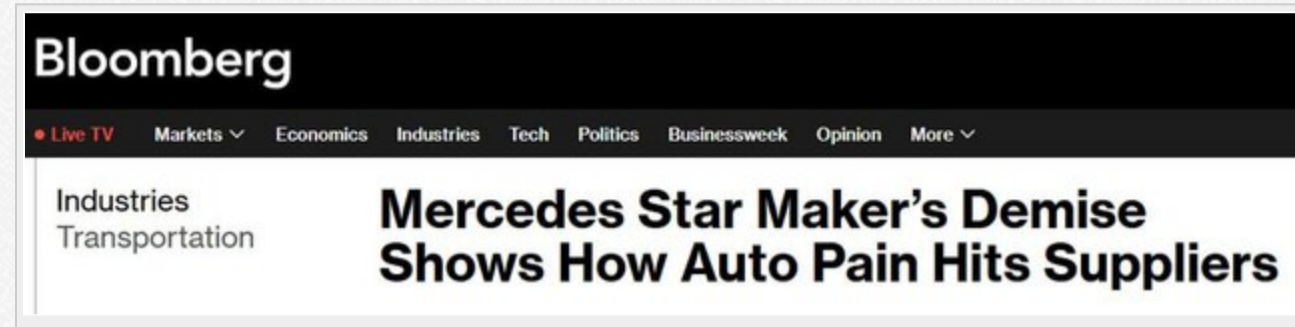 Bloomberg
Live TV Markets Economics Industries Tech Politics Businessweek Opinion More
Industries
Transportation
Mercedes Star Maker’s Demise
Shows How Auto Pain Hits Suppliers